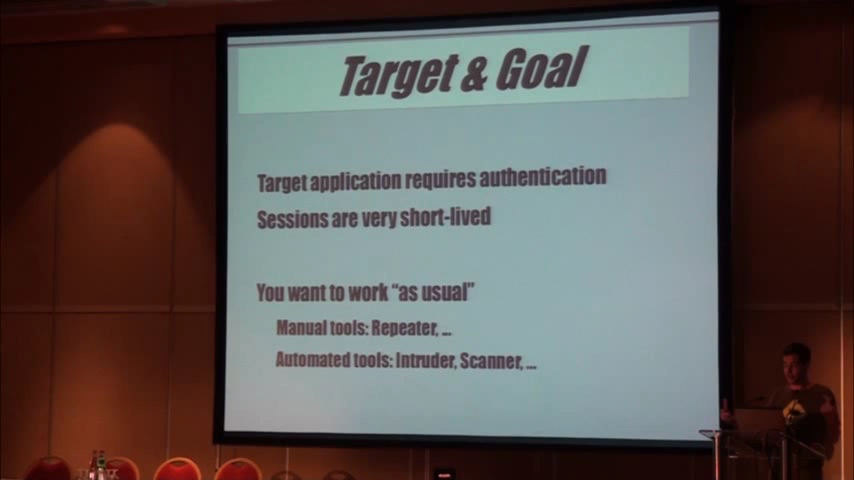 Target & Goal
Target application requires authentication
Sessions are very short-lived
You want to work “as usual”
Manual tools: Repeater, ...
Automated tools: Intruder, Scanner, ...